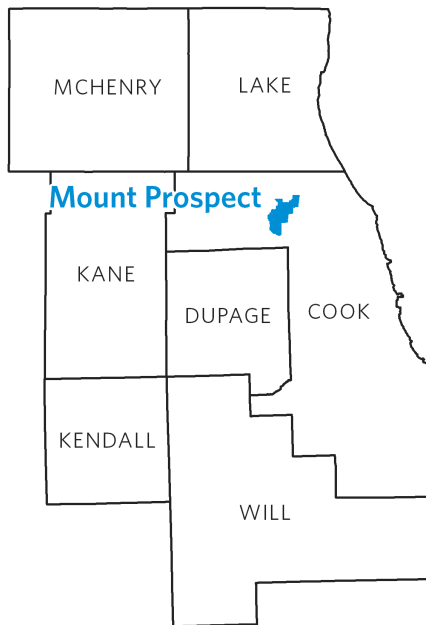 MCHENRY
LAKE
Mount Prospect
KANE
DUPAGE
COOK
KENDALL
WILL